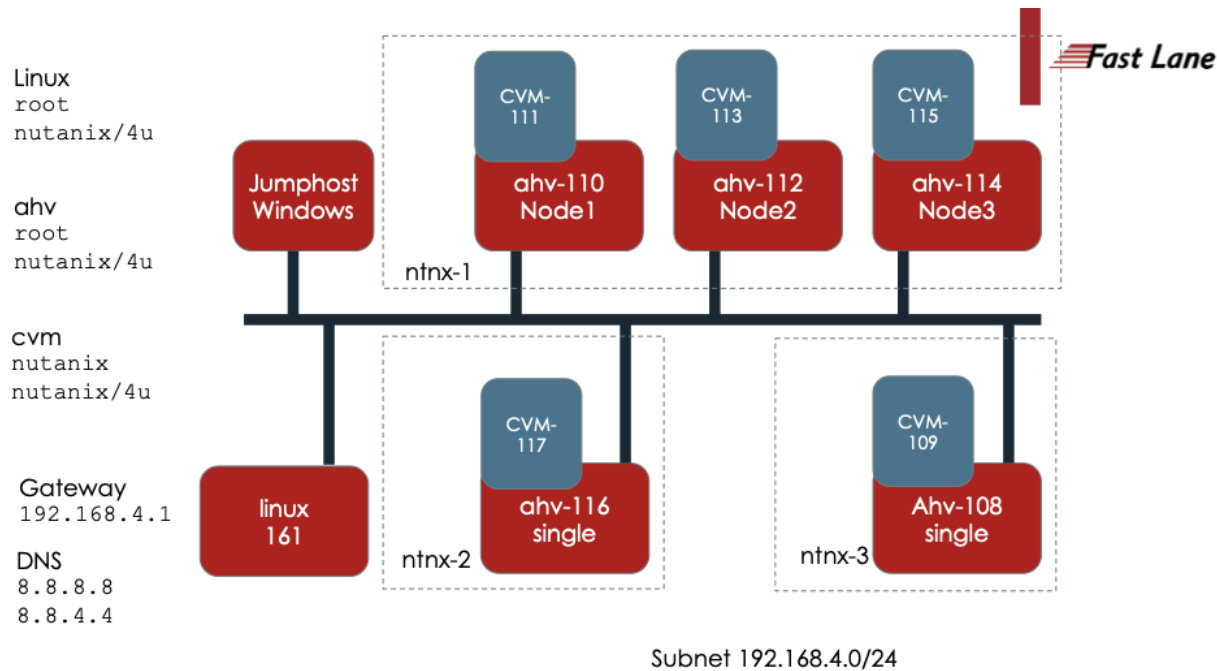 Fast Lane
Linux
root
nutanix/4u
ahv
root
nutanix/4u
cvm
nutanix
nutanix/4u
Gateway
192.168.4.1
DNS
8.8.8.8
8.8.4.4
Jumphost
Windows
CVM-
111
ahv-110
Node1
CVM-
113
ahv-112
Node2
CVM-
115
ahv-114
Node3
ntnx-1
linux
161
CVM-
117
ahv-116
single
ntnx-2
CVM-
109
Ahv-108
single
ntnx-3
Subnet 192.168.4.0/24